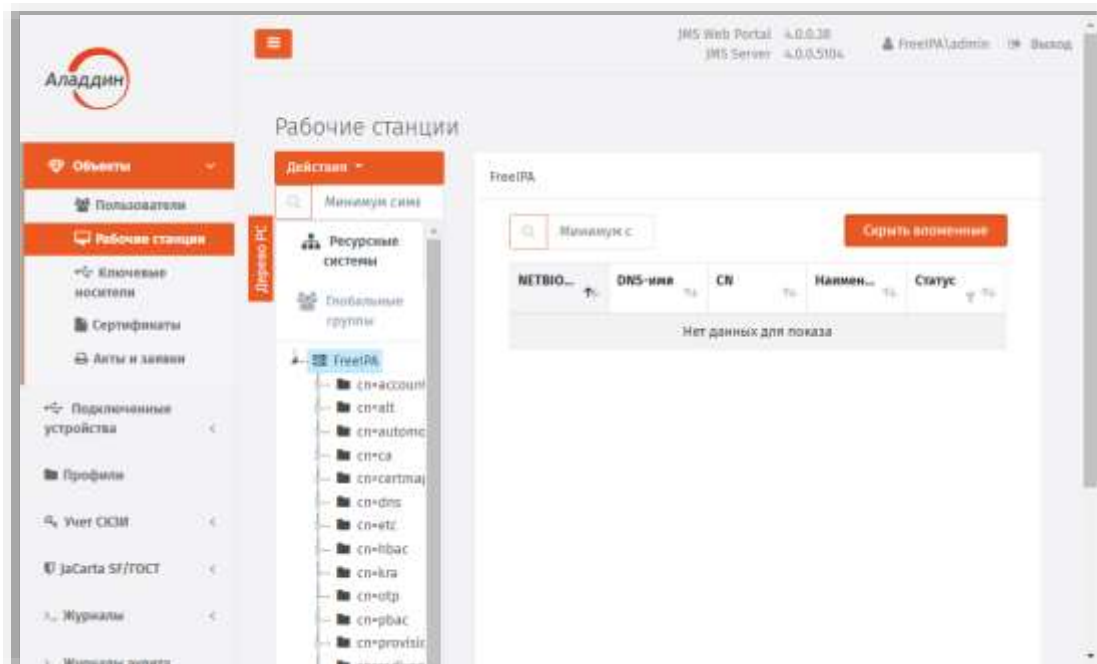 Аладдин
JMS Web Portal 4.0.0.38
JMS Server 4.0.0.5104
FreeIPA\admin
Выход
Рабочие станции
Объекты
Пользователи
Рабочие станции
Ключевые
носители
Сертификаты
Акты и заявки
Подключенные
устройства
Профили
Учет СКЗИ
JaCarta SF/ГОСТ
Журналы
Журналы аудита
Дерево РС
Действия
Минимум симв
Ресурсные
системы
Глобальные
группы
FreeIPA
cn=account
cn=alt
cn=automo
cn=ca
cn=certmap
cn=dns
cn=etc
cn=hbac
cn=kra
cn=otp
cn=pbac
cn=provisio
FreeIPA
Минимум с
Скрыть вложенные
NETBIO... DNS-имя CN Наимен... Статус
Нет данных для показа